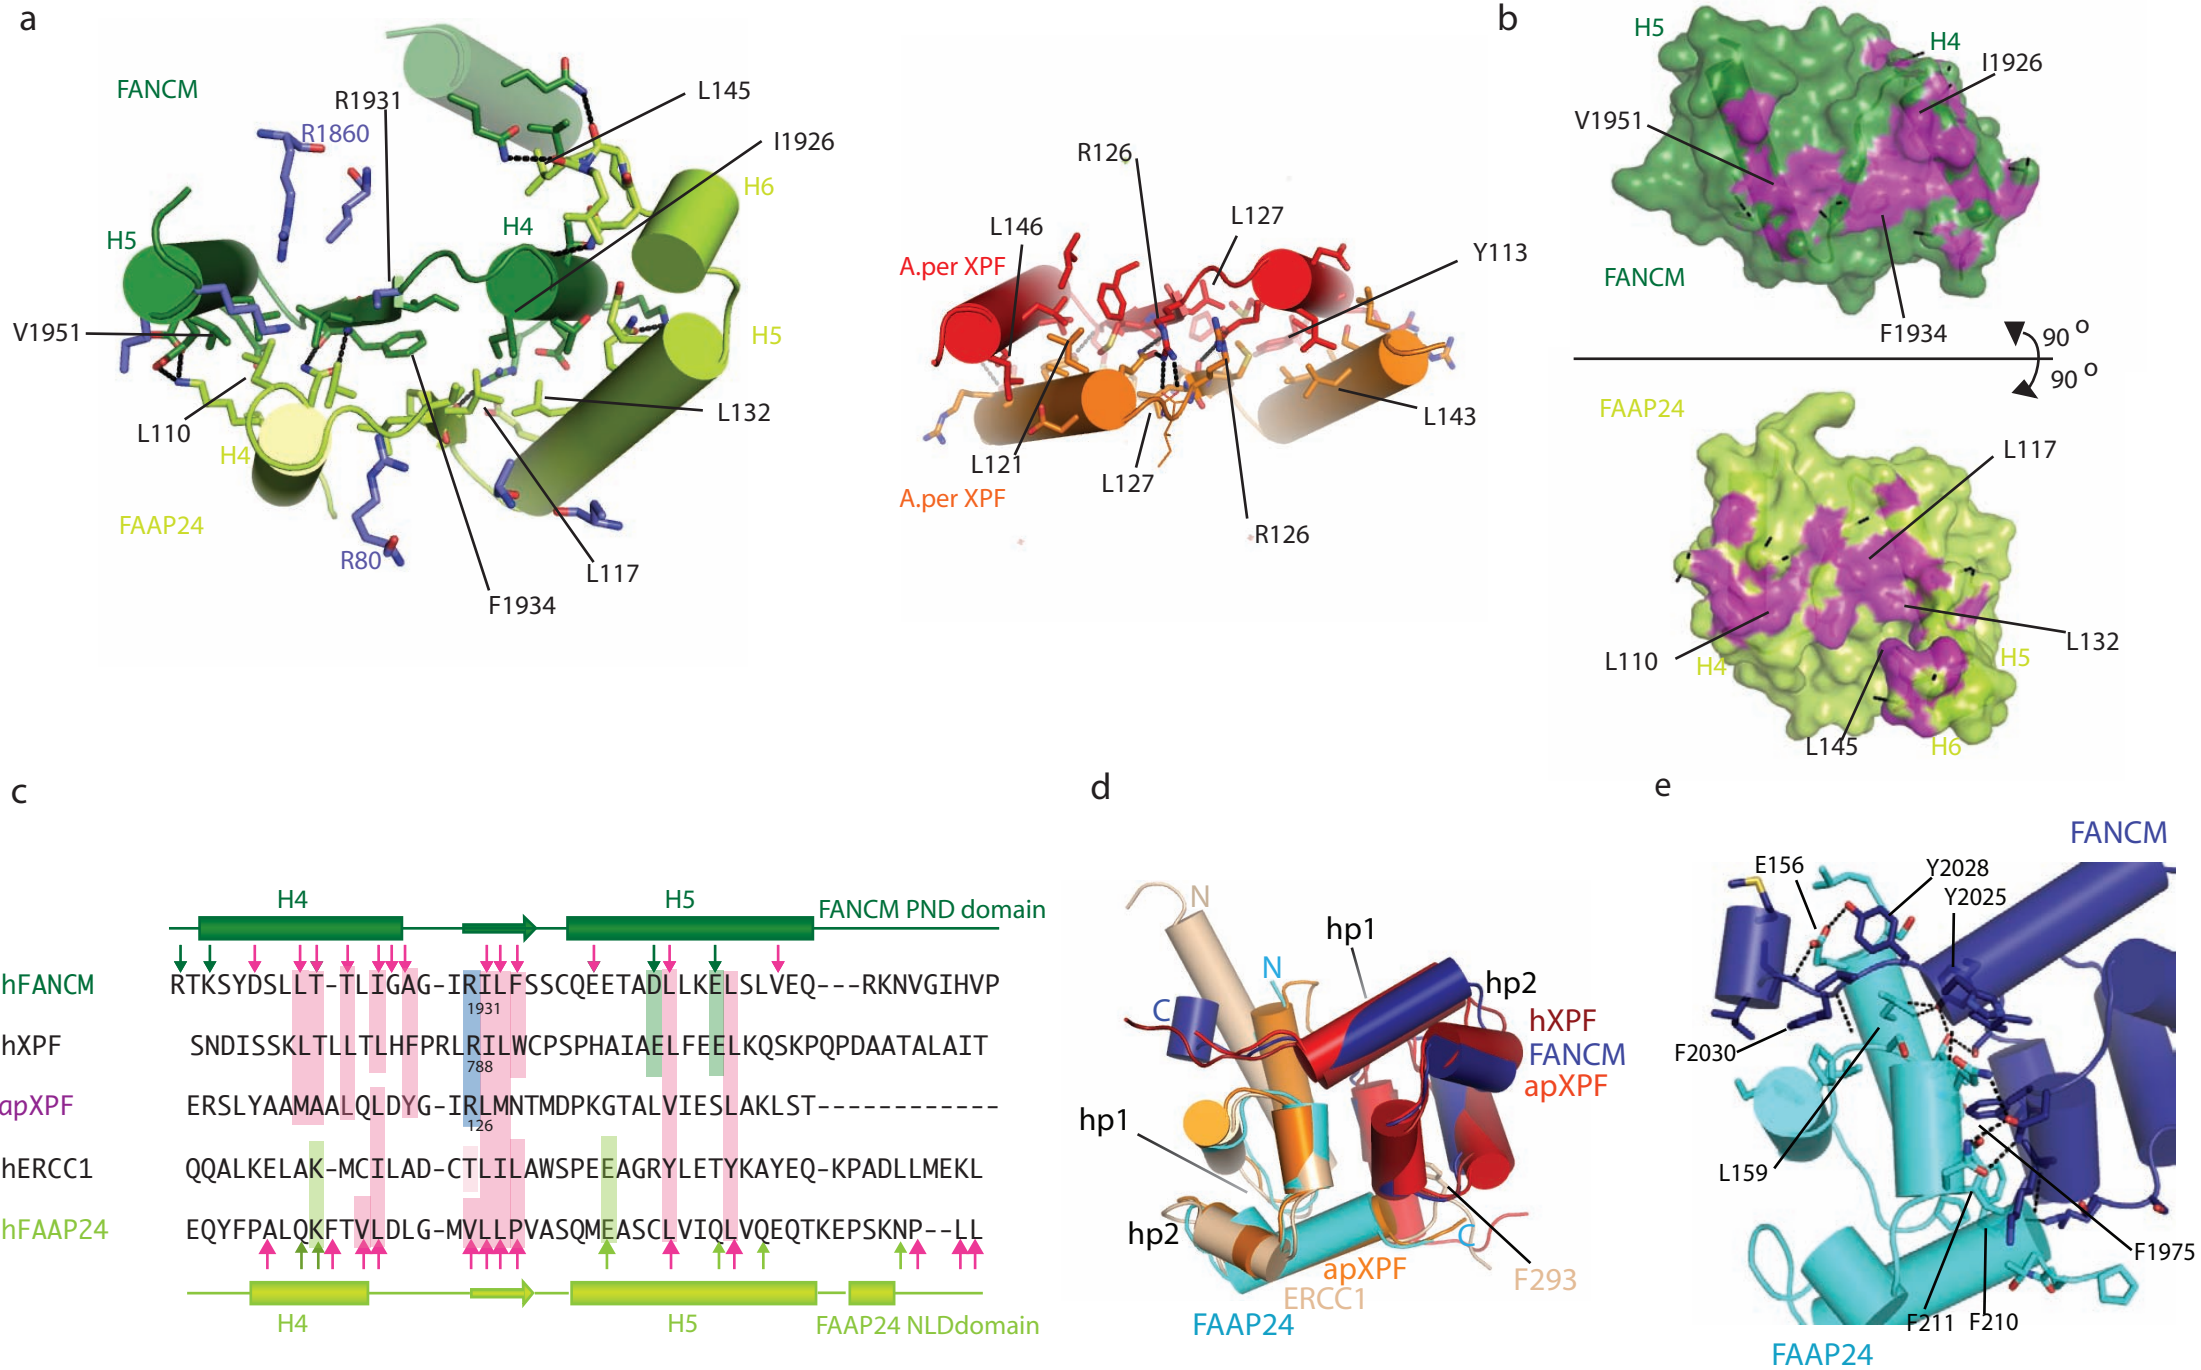 a
FANCM
R1931
R1860
L145
I1926
H6
H5
H4
H5
V1951
L110
H4
L132
FAAP24
R80
L117
F1934
R126
L146
L127
Y113
A.per XPF
L121
L127
L143
A.per XPF
R126
b
H5
H4
I1926
V1951
FANCM
F1934
90 o
90 o
FAAP24
L117
L110
H4
L132
H5
L145
H6
c
H4
H5
FANCM PND domain
hFANCM RTKSYDSLLT-TLIGAG-IRILFSSCQEETADLLKELSLVEQ---RKNVGIHVP
1931
hXPF SNDISSKLTLLTLHFPRLRILWCPSPHAIAELFEELKQSKPQPDAATALAIT
788
apXPF ERSLYAAMAALQLDYG-IRLMNTMDPKGTALVIESLAKLST------------
126
hERCC1 QQALKELAK-MCILAD-CTLILAWSPEEAGRYLETYKAYEQ-KPADLLMEKL
hFAAP24 EQYFPALQKFTVLDLG-MVLLPVASQMEASCLVIQLVQEQTKEPSKNP--LL
H4
H5
FAAP24 NLDdomain
d
N
hp1
N
hp2
C
hXPF
FANCM
apXPF
hp1
hp2
C
apXPF
F293
ERCC1
FAAP24
e
FANCM
E156
Y2028
Y2025
F2030
L159
F1975
F211
F210
FAAP24